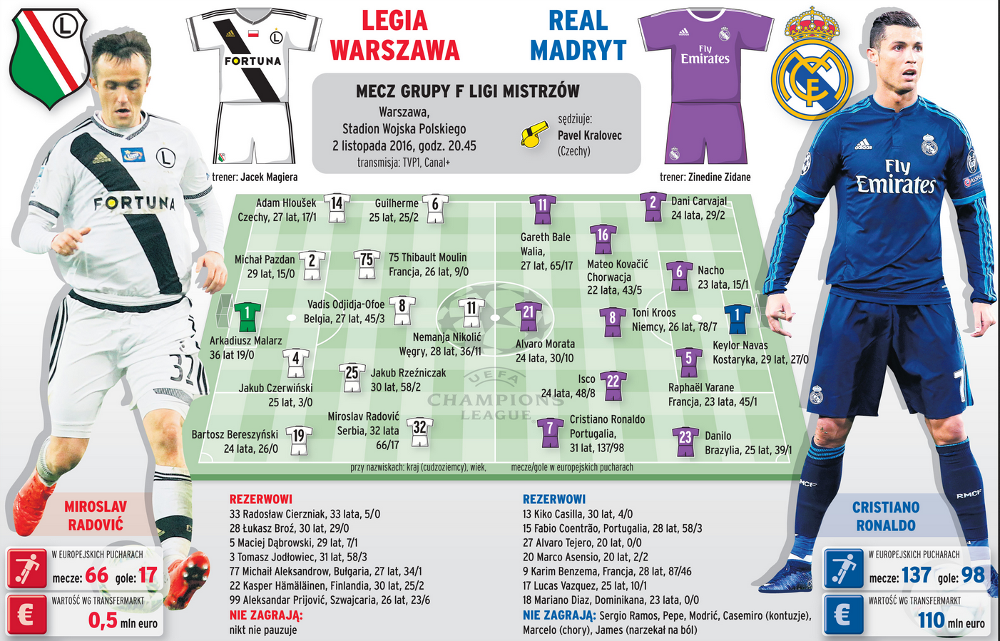 LEGIA
WARSZAWA
REAL
MADRYT
L
L
FORTUNA
Fly
Emirates
MECZ GRUPY F LIGI MISTRZÓW
Warszawa,
Stadion Wojska Polskiego
2 listopada 2016, godz. 20.45
transmisja: TVP1, Canal+
sędziuje:
Pavel Kralovec
(Czechy)
trener: Jacek Magiera
trener: Zinedine Zidane
L
FORTUNA
32
adidas
Fly
Emirates
7
RMCF
Adam Hloušek
Czechy, 27 lat, 17/1
14
Guilherme
25 lat, 25/2
6
Michał Pazdan
29 lat, 15/0
2
75
75 Thibault Moulin
Francja, 26 lat, 9/0
Vadis Odjidja-Ofoe
Belgia, 27 lat, 45/3
8
11
Nemanja Nikolić
Węgry, 28 lat, 36/11
1
Arkadiusz Malarz
36 lat 19/0
4
Jakub Czerwiński
25 lat, 3/0
25
Jakub Rzeźniczak
30 lat, 58/2
Bartosz Bereszyński
24 lata, 26/0
19
Miroslav Radović
Serbia, 32 lata
66/17
32
11
Gareth Bale
Walia,
27 lat, 65/17
2
Dani Carvajal
24 lata, 29/2
16
Mateo Kovačić
Chorwacja
22 lata, 43/5
6
Nacho
23 lata, 15/1
21
Alvaro Morata
24 lata, 30/10
8
Toni Kroos
Niemcy, 26 lat, 78/7
1
Keylor Navas
Kostaryka, 29 lat, 27/0
5
Raphaël Varane
Francja, 23 lata, 45/1
Isco
24 lata, 48/8
22
7
Cristiano Ronaldo
Portugalia,
31 lat, 137/98
23
Danilo
Brazylia, 25 lat, 39/1
UEFA
CHAMPIONS
LEAGUE
przy nazwiskach: kraj (cudzoziemcy), wiek, mecze/gole w europejskich pucharach
REZERWOWI
33 Radosław Cierzniak, 33 lata, 5/0
28 Łukasz Broź, 30 lat, 29/0
5 Maciej Dąbrowski, 29 lat, 7/1
3 Tomasz Jodłowiec, 31 lat, 58/3
77 Michaił Aleksandrow, Bułgaria, 27 lat, 34/1
22 Kasper Hämäläinen, Finlandia, 30 lat, 25/2
99 Aleksandar Prijović, Szwajcaria, 26 lat, 23/6
NIE ZAGRAJĄ:
nikt nie pauzuje
REZERWOWI
13 Kiko Casilla, 30 lat, 4/0
15 Fabio Coentrão, Portugalia, 28 lat, 58/3
27 Alvaro Tejero, 20 lat, 0/0
20 Marco Asensio, 20 lat, 2/2
9 Karim Benzema, Francja, 28 lat, 87/46
17 Lucas Vazquez, 25 lat, 10/1
18 Mariano Diaz, Dominikana, 23 lata, 0/0
NIE ZAGRAJĄ: Sergio Ramos, Pepe, Modrić, Casemiro (kontuzje),
Marcelo (chory), James (narzekał na ból)
MIROSLAV
RADOVIĆ
W EUROPEJSKICH PUCHARACH
mecze: 66 gole: 17
WARTOŚĆ WG TRANSFERMARKT
€
0,5 mln euro
CRISTIANO
RONALDO
W EUROPEJSKICH PUCHARACH
mecze: 137 gole: 98
WARTOŚĆ WG TRANSFERMARKT
€
110 mln euro